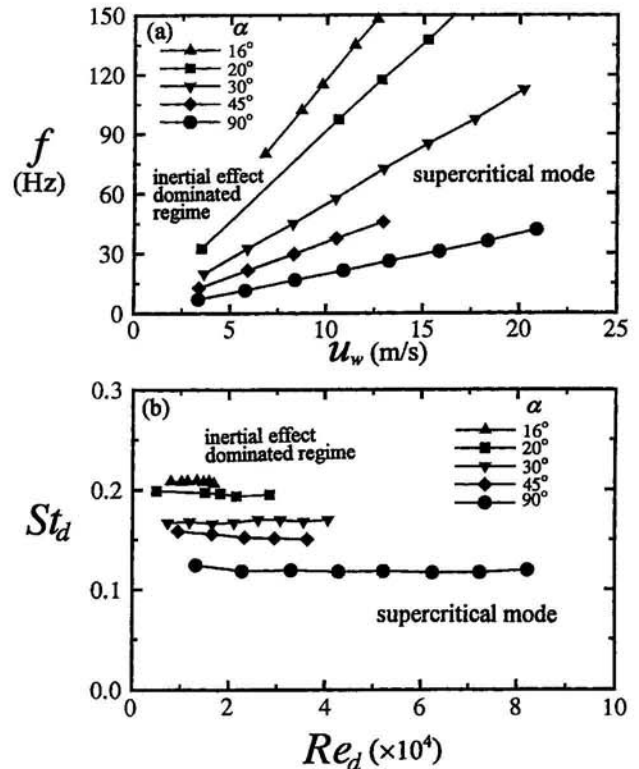 (a)
α
16°
20°
30°
45°
90°
inertial effect
dominated
regime
supercritical mode
f
(Hz)
150
120
90
60
30
0
0 5 10 15 20 25
u_w (m/s)
(b)
α
16°
20°
30°
45°
90°
inertial effect
dominated regime
supercritical mode
St_d
0.3
0.2
0.1
0.0
0 2 4 6 8 10
Re_d (×10⁴)